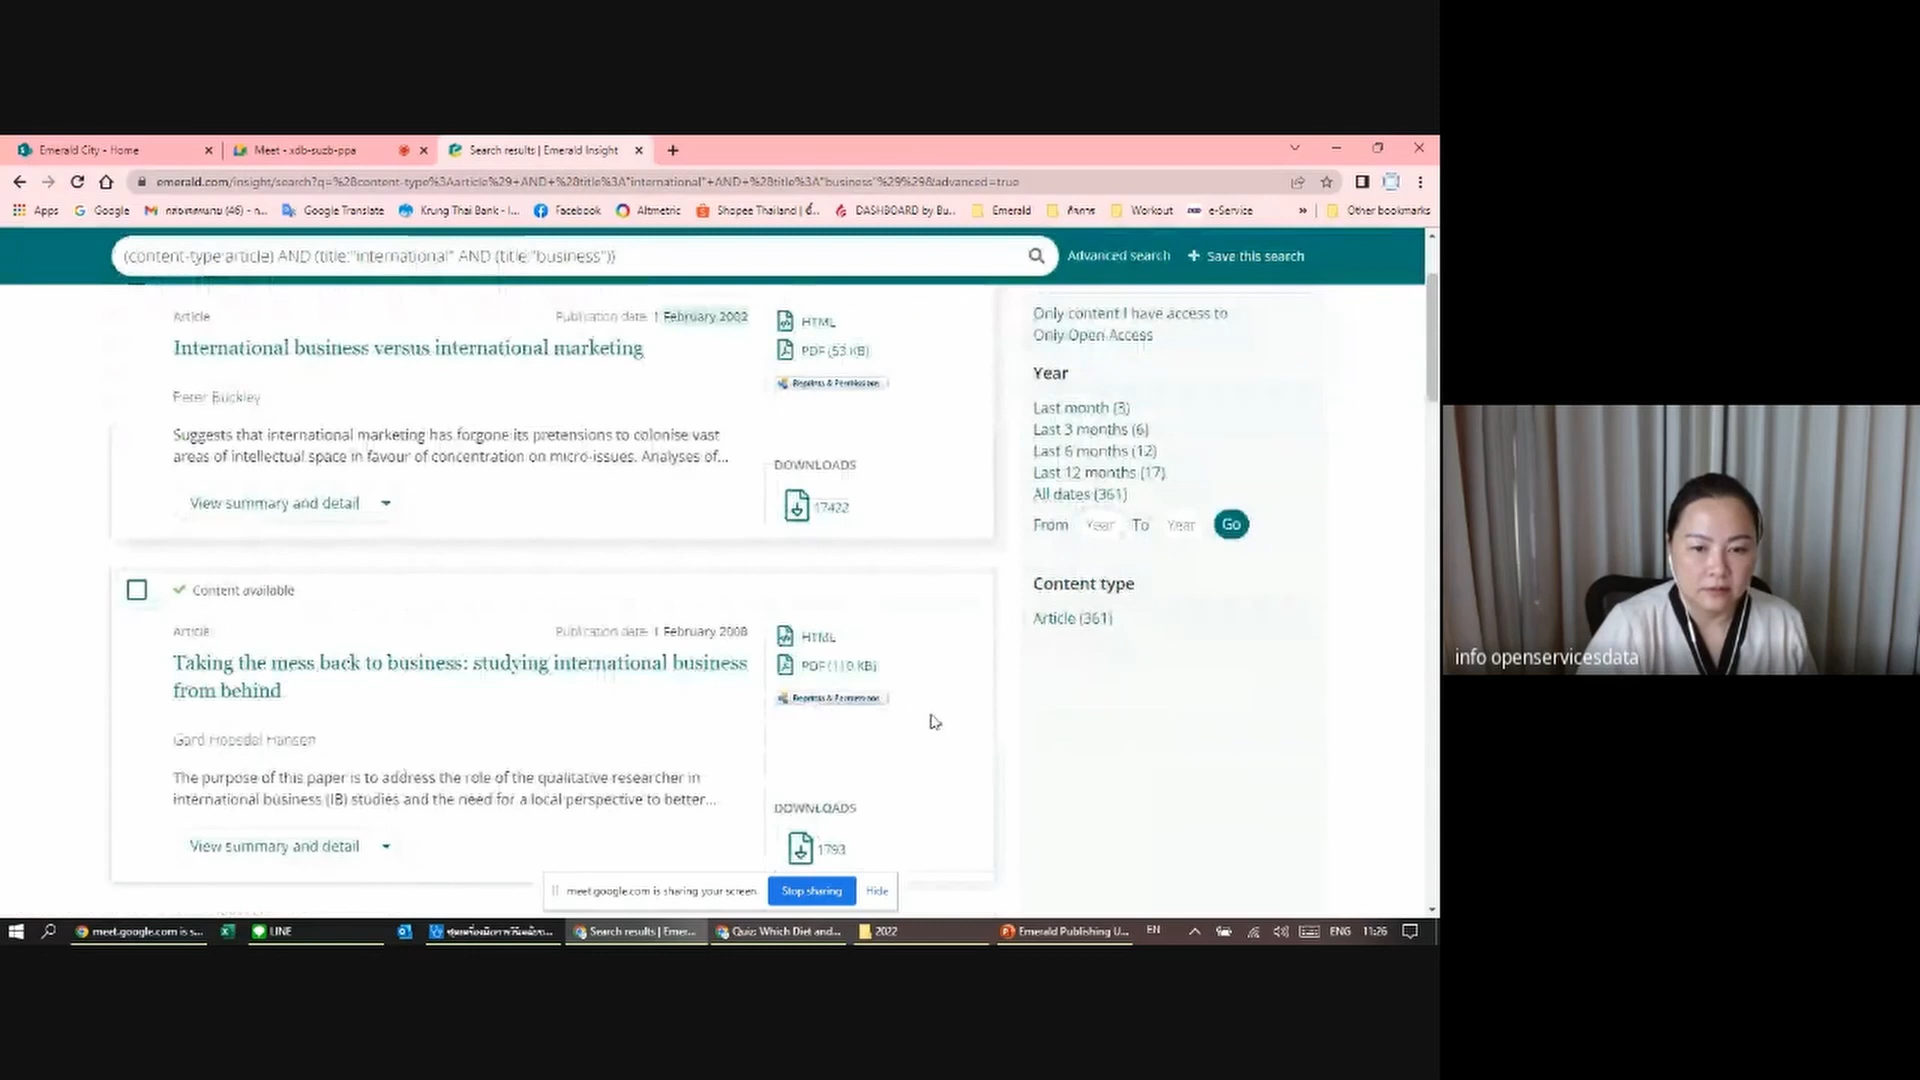 Emerald City - Home
Meet - xdb-suzb-ppa
Search results | Emerald Insight
emerald.com/insight/search?q=%28content-type%3Aarticle%29+AND+%28title%3A"international"+AND+%28title%3A"business"%29%29&advanced=true
Apps
Google
Google Translate
Krung Thai Bank - I...
Facebook
Altmetric
Shopee Thailand | ...
DASHBOARD by Bu...
Emerald
Workout
e-Service
»
Other bookmarks
(content-type:article) AND (title:"international" AND (title:"business"))
Advanced search
+ Save this search
Article
Publication date: 1 February 2002
International business versus international marketing
Peter Buckley
Suggests that international marketing has forgone its pretensions to colonise vast
areas of intellectual space in favour of concentration on micro-issues. Analyses of...
View summary and detail
HTML
PDF (53 KB)
Reprints & Permissions
DOWNLOADS
17422
Content available
Article
Publication date: 1 February 2008
Taking the mess back to business: studying international business
from behind
Gard Hopsdal Hansen
The purpose of this paper is to address the role of the qualitative researcher in
international business (IB) studies and the need for a local perspective to better...
View summary and detail
HTML
PDF (110 KB)
Reprints & Permissions
DOWNLOADS
1793
Only content I have access to
Only Open Access
Year
Last month (3)
Last 3 months (6)
Last 6 months (12)
Last 12 months (17)
All dates (361)
From Year To Year Go
Content type
Article (361)
meet.google.com is sharing your screen
Stop sharing
Hide
meet.google.com is s...
LINE
Search results | Emer...
Quiz: Which Diet and...
2022
Emerald Publishing U...
EN
ENG
11:26
info openservicesdata